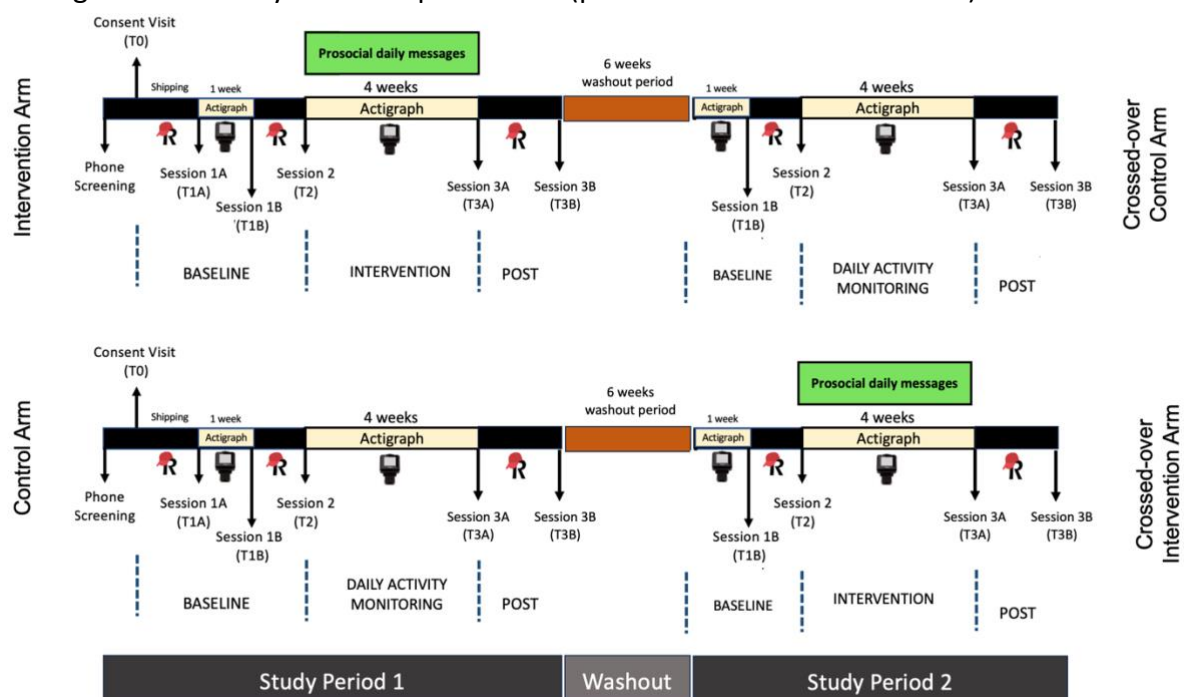 Consent Visit
(T0)
Prosocial daily messages
6 weeks
washout period
Shipping
1 week
4 weeks
1 week
4 weeks
Actigraph
Actigraph
Actigraph
Actigraph
Intervention Arm
Crossed-over
Control Arm
R
R
R
R
R
Phone
Screening
Session 1A
(T1A)
Session 1B
(T1B)
Session 2
(T2)
Session 3A
(T3A)
Session 3B
(T3B)
Session 1B
(T1B)
Session 2
(T2)
Session 3A
(T3A)
Session 3B
(T3B)
BASELINE
INTERVENTION
POST
BASELINE
DAILY ACTIVITY
MONITORING
POST
Consent Visit
(T0)
Prosocial daily messages
6 weeks
washout period
Shipping
1 week
4 weeks
1 week
4 weeks
Actigraph
Actigraph
Actigraph
Actigraph
Control Arm
Crossed-over
Intervention Arm
R
R
R
R
R
Phone
Screening
Session 1A
(T1A)
Session 1B
(T1B)
Session 2
(T2)
Session 3A
(T3A)
Session 3B
(T3B)
Session 1B
(T1B)
Session 2
(T2)
Session 3A
(T3A)
Session 3B
(T3B)
BASELINE
DAILY ACTIVITY
MONITORING
POST
BASELINE
INTERVENTION
POST
Study Period 1
Washout
Study Period 2